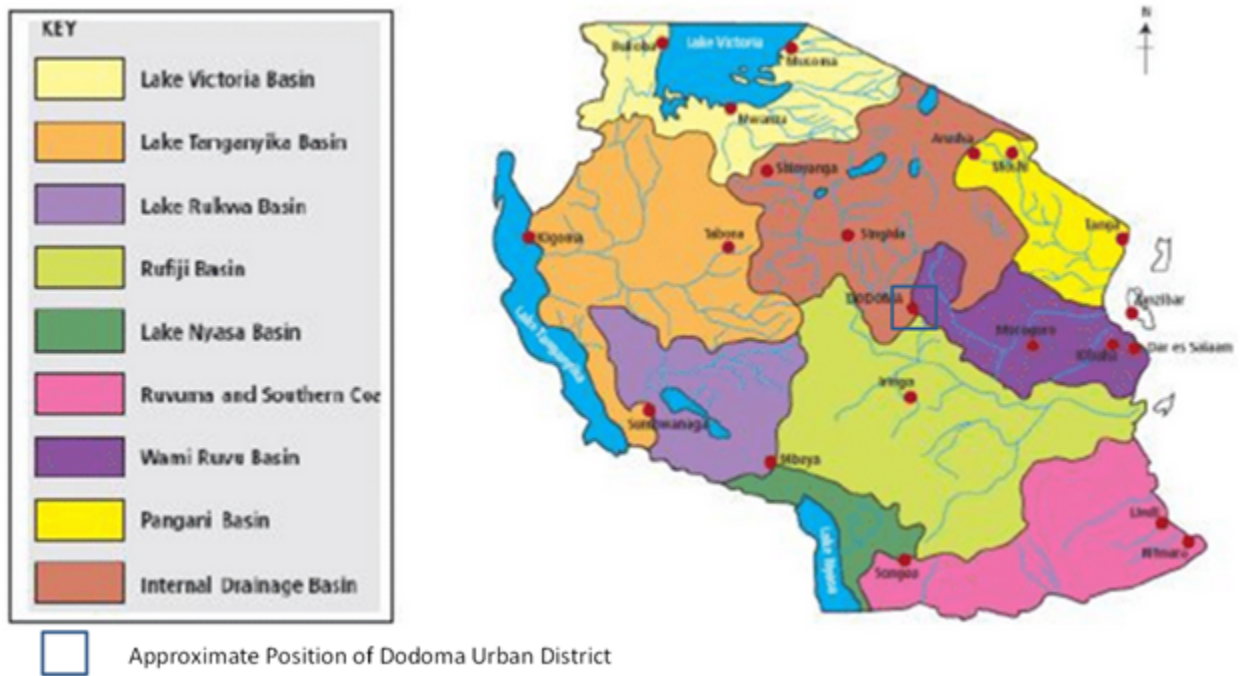 KEY
Lake Victoria Basin
Lake Tanganyika Basin
Lake Rukwa Basin
Rufiji Basin
Lake Nyasa Basin
Ruvuma and Southern Coa
Wami Ruvu Basin
Pangani Basin
Internal Drainage Basin
N
Bukoba
Lake Victoria
Musoma
Mwanza
Arusha
Moshi
Shinyanga
Kigoma
Tabora
Singida
Tanga
DODOMA
Zanzibar
Lake Tanganyika
Morogoro
Kibaha
Dar es Salaam
Iringa
Sumbwanaga
Mbeya
Lake Nyasa
Lindi
Songea
Approximate Position of Dodoma Urban District